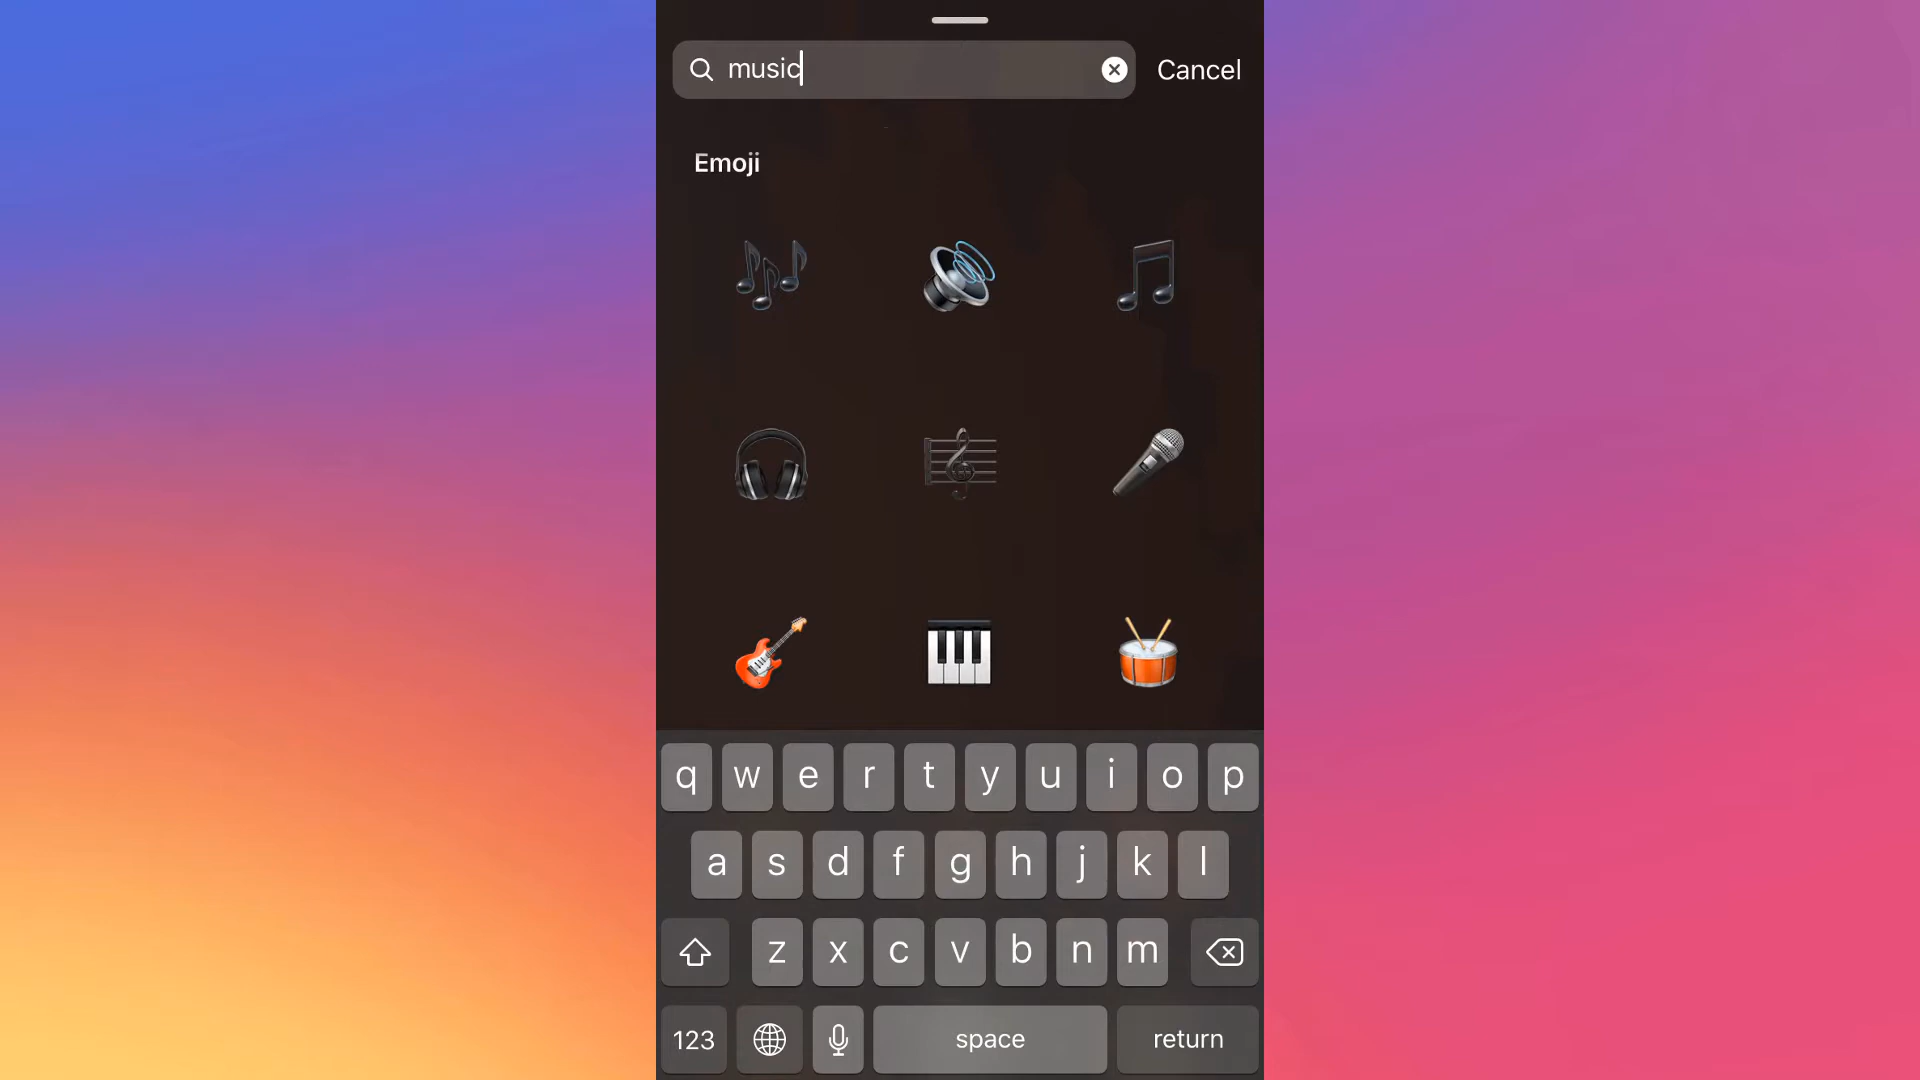 music
Cancel
Emoji
q w e r t y u i o p
a s d f g h j k l
z x c v b n m
123 space return